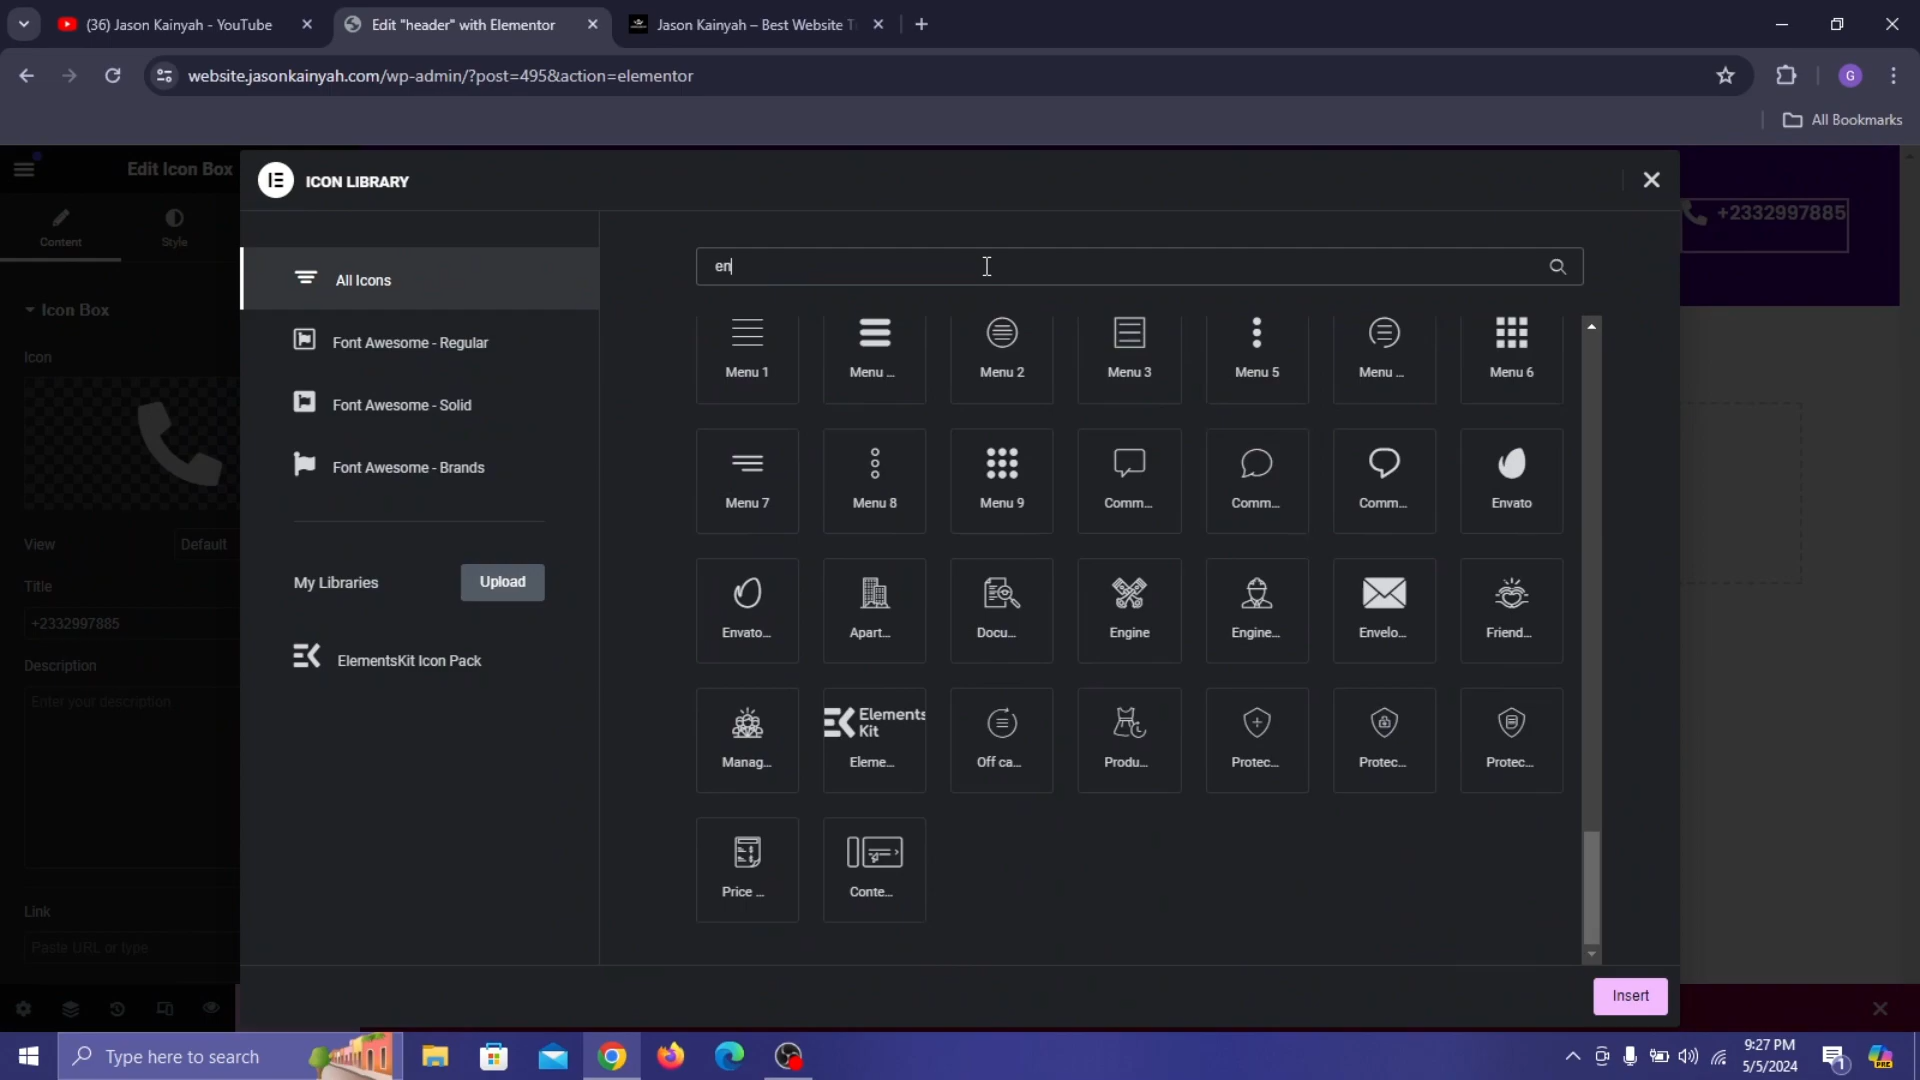 (36) Jason Kainyah - YouTube
Edit "header" with Elementor
Jason Kainyah – Best Website T
website.jasonkainyah.com/wp-admin/?post=495&action=elementor
G
All Bookmarks
Edit Icon Box
Content
Style
Icon Box
Icon
View
Default
Title
+2332997885
Description
Enter your description
Link
Paste URL or type
ICON LIBRARY
All Icons
Font Awesome - Regular
Font Awesome - Solid
Font Awesome - Brands
My Libraries
Upload
ElementsKit Icon Pack
en
Menu 1
Menu ...
Menu 2
Menu 3
Menu 5
Menu ...
Menu 6
Menu 7
Menu 8
Menu 9
Comm...
Comm...
Comm...
Envato
Envato...
Apart...
Docu...
Engine
Engine...
Envelo...
Friend...
Manag...
Elements
Kit
Eleme...
Off ca...
Produ...
Protec...
Protec...
Protec...
Price ...
Conte...
Insert
+2332997885
Type here to search
9:27 PM
5/5/2024
1
PRE